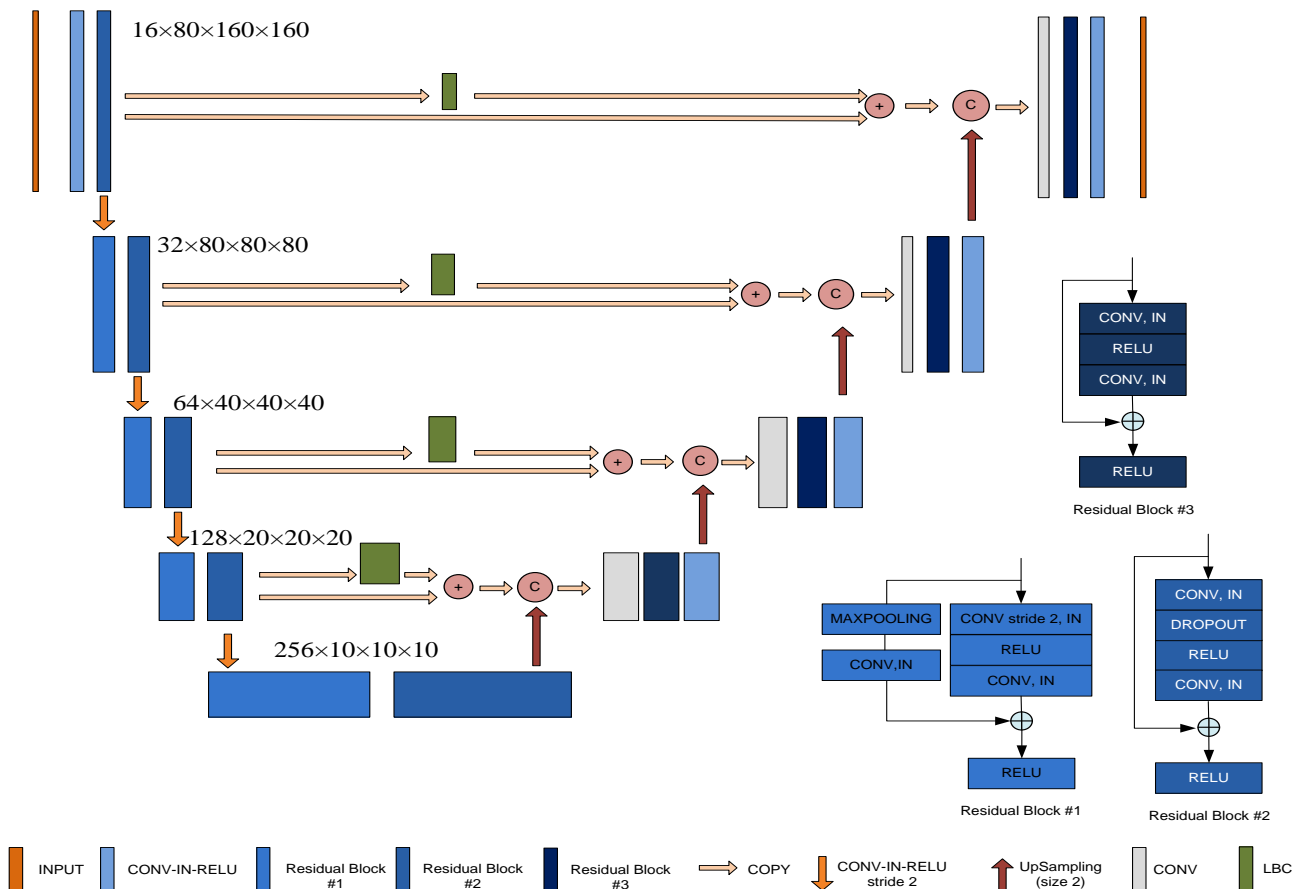 16×80×160×160
+
C
32×80×80×80
+
C
64×40×40×40
+
C
128×20×20×20
+
C
256×10×10×10
CONV, IN
RELU
CONV, IN
RELU
Residual Block #3
MAXPOOLING
CONV,IN
CONV stride 2, IN
RELU
CONV, IN
RELU
Residual Block #1
CONV, IN
DROPOUT
RELU
CONV, IN
RELU
Residual Block #2
INPUT
CONV-IN-RELU
Residual Block
#1
Residual Block
#2
Residual Block
#3
COPY
CONV-IN-RELU
stride 2
UpSampling
(size 2)
CONV
LBC